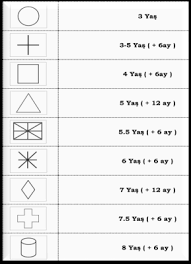 3 Yaş
3-5 Yaş ( + 6ay )
4 Yaş ( + 6ay )
5 Yaş ( + 12 ay )
5.5 Yaş ( + 6 ay )
6 Yaş ( + 6 ay )
7 Yaş ( + 12 ay )
7.5 Yaş ( + 6 ay )
8 Yaş ( + 6 ay )